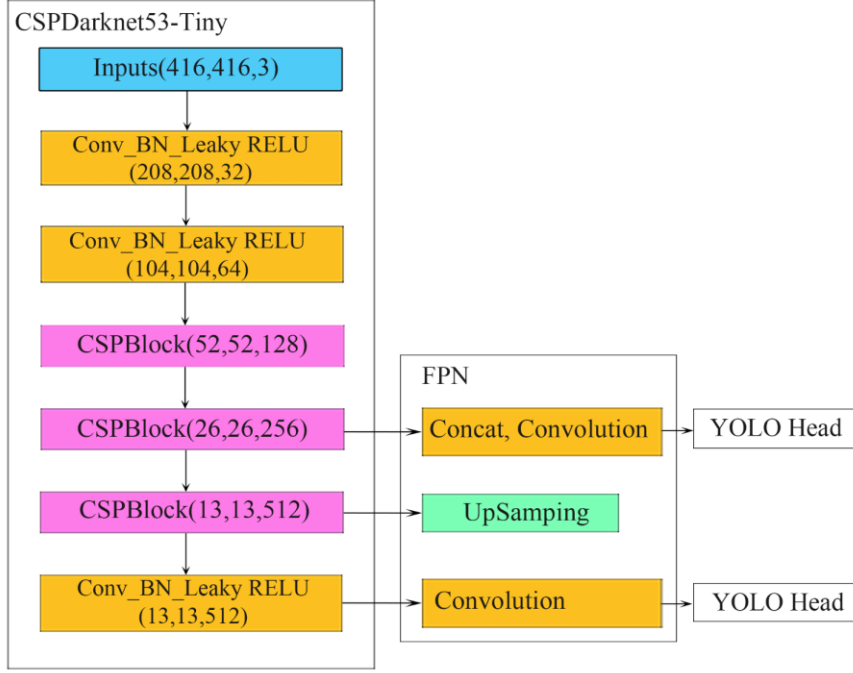 CSPDarknet53-Tiny
Inputs(416,416,3)
Conv_BN_Leaky RELU
(208,208,32)
Conv_BN_Leaky RELU
(104,104,64)
CSPBlock(52,52,128)
CSPBlock(26,26,256)
CSPBlock(13,13,512)
Conv_BN_Leaky RELU
(13,13,512)
FPN
Concat, Convolution
UpSamping
Convolution
YOLO Head
YOLO Head